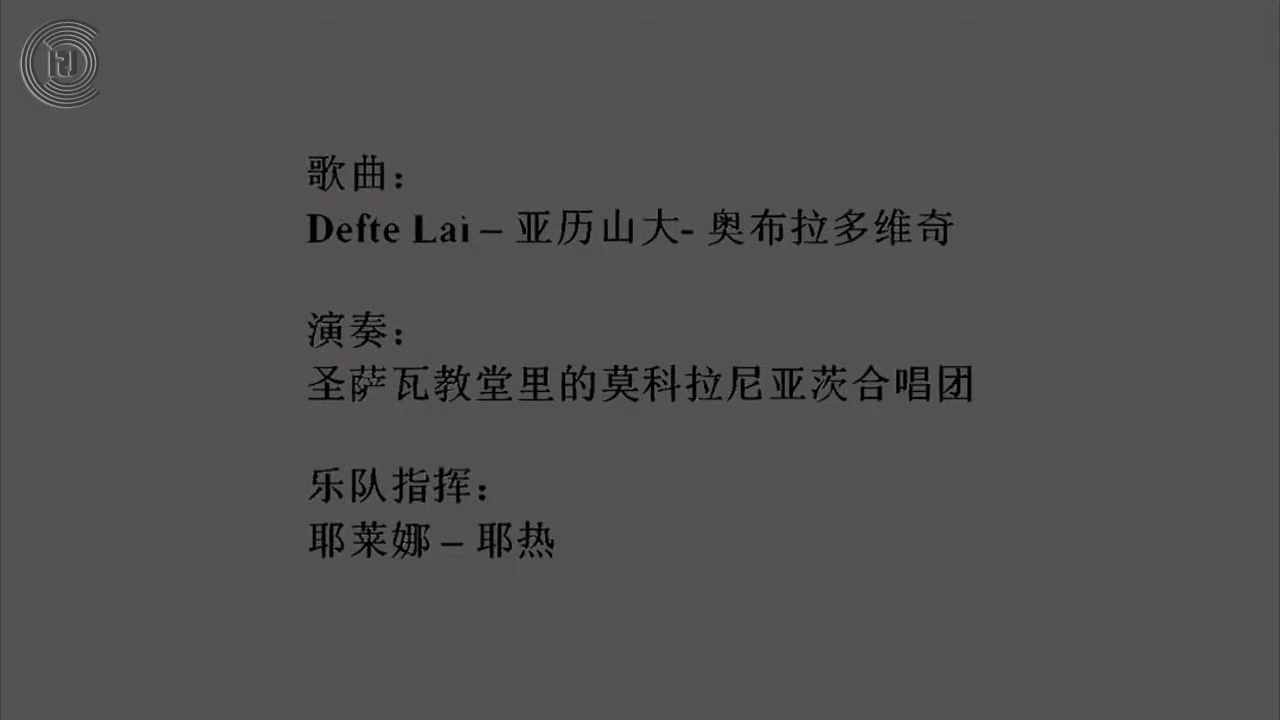 歌曲：
Defte Lai – 亚历山大- 奥布拉多维奇
演奏：
圣萨瓦教堂里的莫科拉尼亚茨合唱团
乐队指挥：
耶莱娜 – 耶热